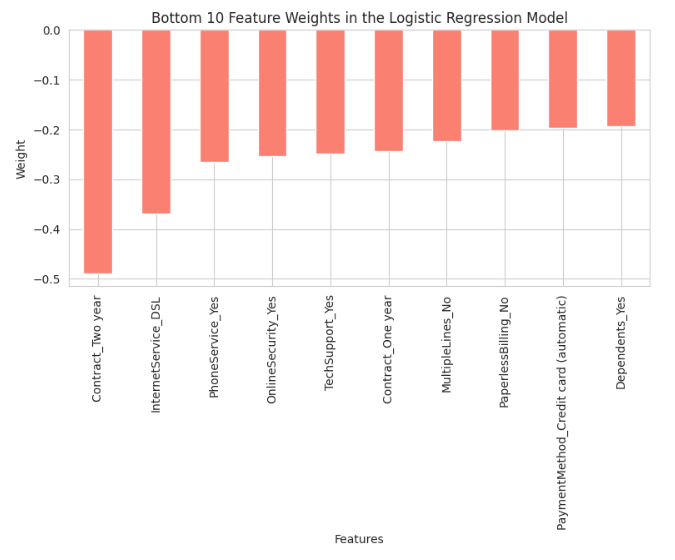 Bottom 10 Feature Weights in the Logistic Regression Model
Weight
0.0
−0.1
−0.2
−0.3
−0.4
−0.5
Contract_Two year
InternetService_DSL
PhoneService_Yes
OnlineSecurity_Yes
TechSupport_Yes
Contract_One year
MultipleLines_No
PaperlessBilling_No
PaymentMethod_Credit card (automatic)
Dependents_Yes
Features